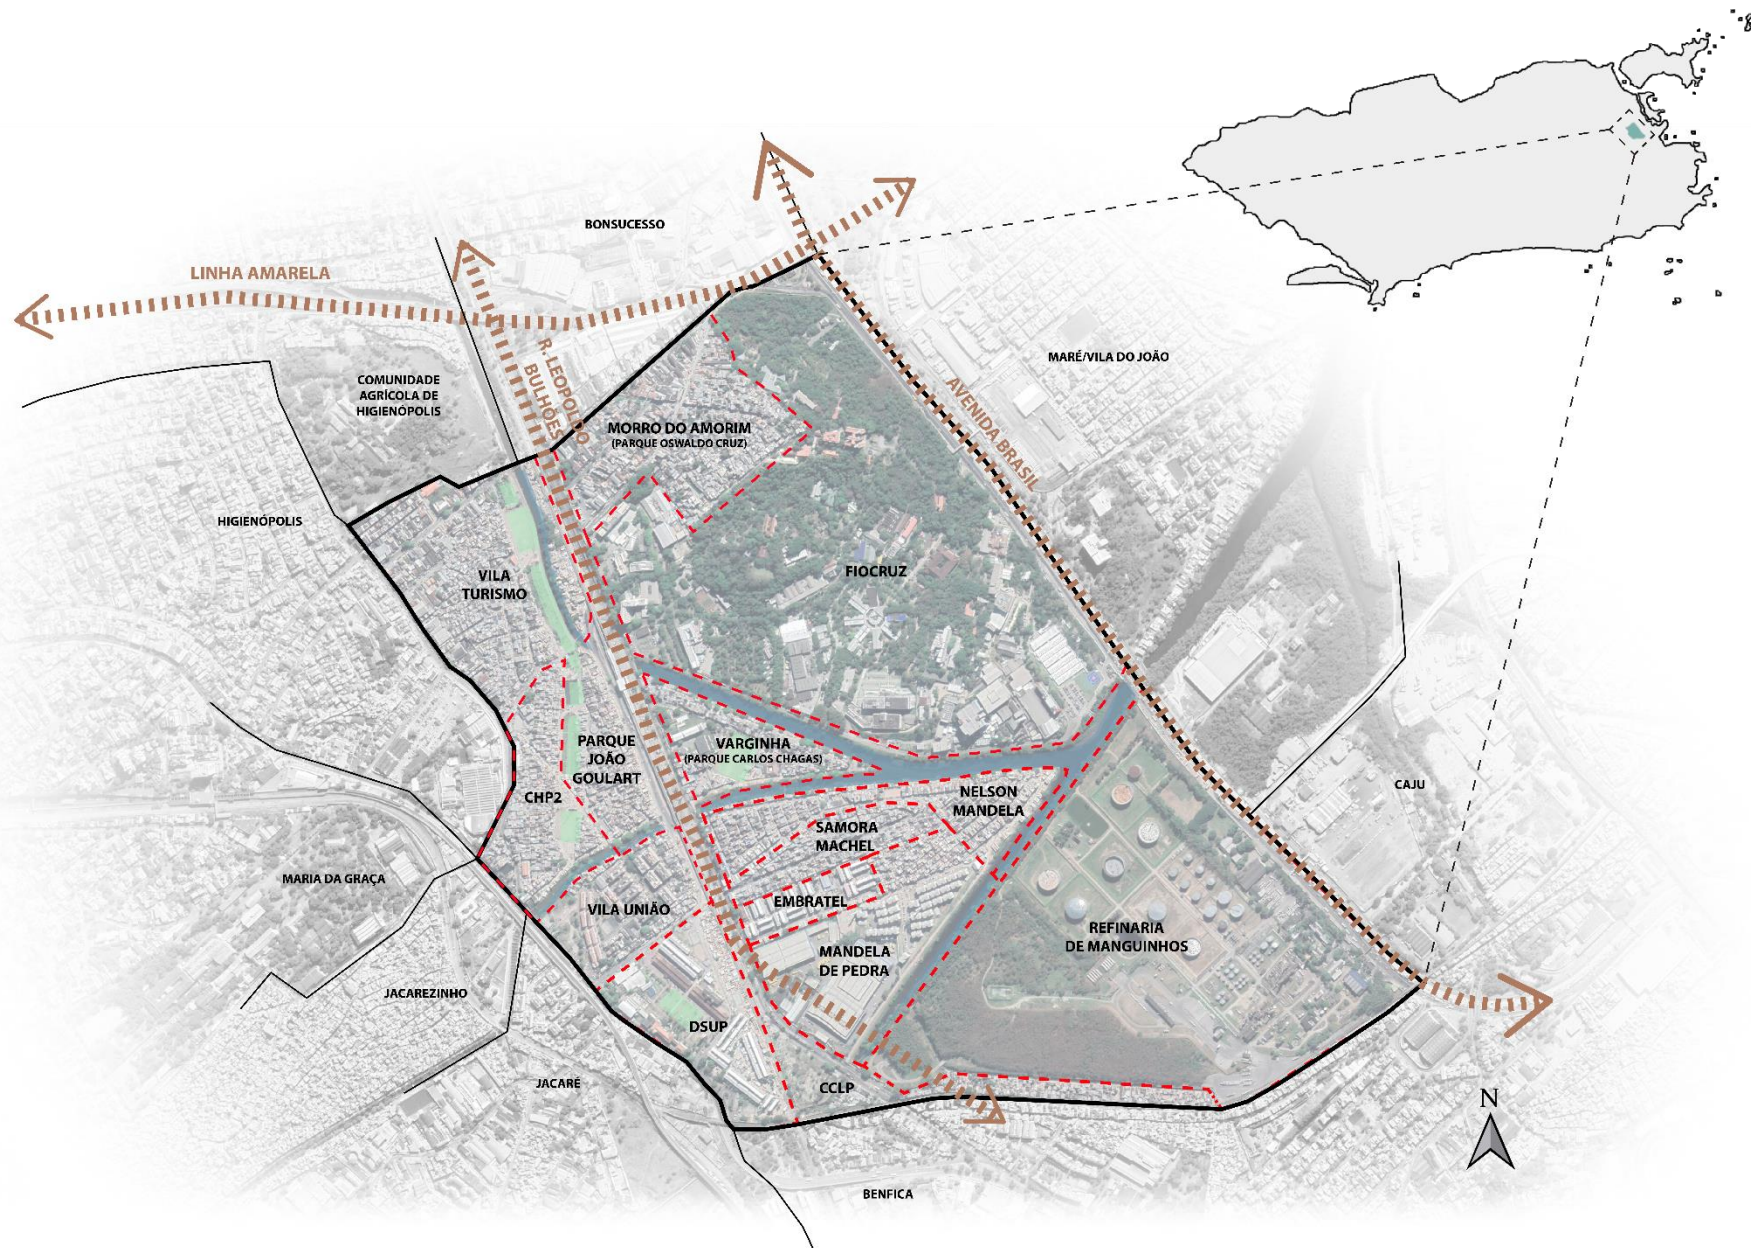 BONSUCESSO
LINHA AMARELA
R. LEOPOLDO
BULHÕES
MARÉ/VILA DO JOÃO
COMUNIDADE
AGRÍCOLA DE
HIGIENÓPOLIS
AVENIDA BRASIL
MORRO DO AMORIM
(PARQUE OSWALDO CRUZ)
HIGIENÓPOLIS
VILA
TURISMO
FIOCRUZ
PARQUE
JOÃO
GOULART
VARGINHA
(PARQUE CARLOS CHAGAS)
CHP2
NELSON
MANDELA
CAJU
SAMORA
MACHEL
MARIA DA GRAÇA
EMBRATEL
VILA UNIÃO
REFINARIA
DE MANGUINHOS
MANDELA
DE PEDRA
JACAREZINHO
DSUP
JACARÉ
CCLP
N
BENFICA